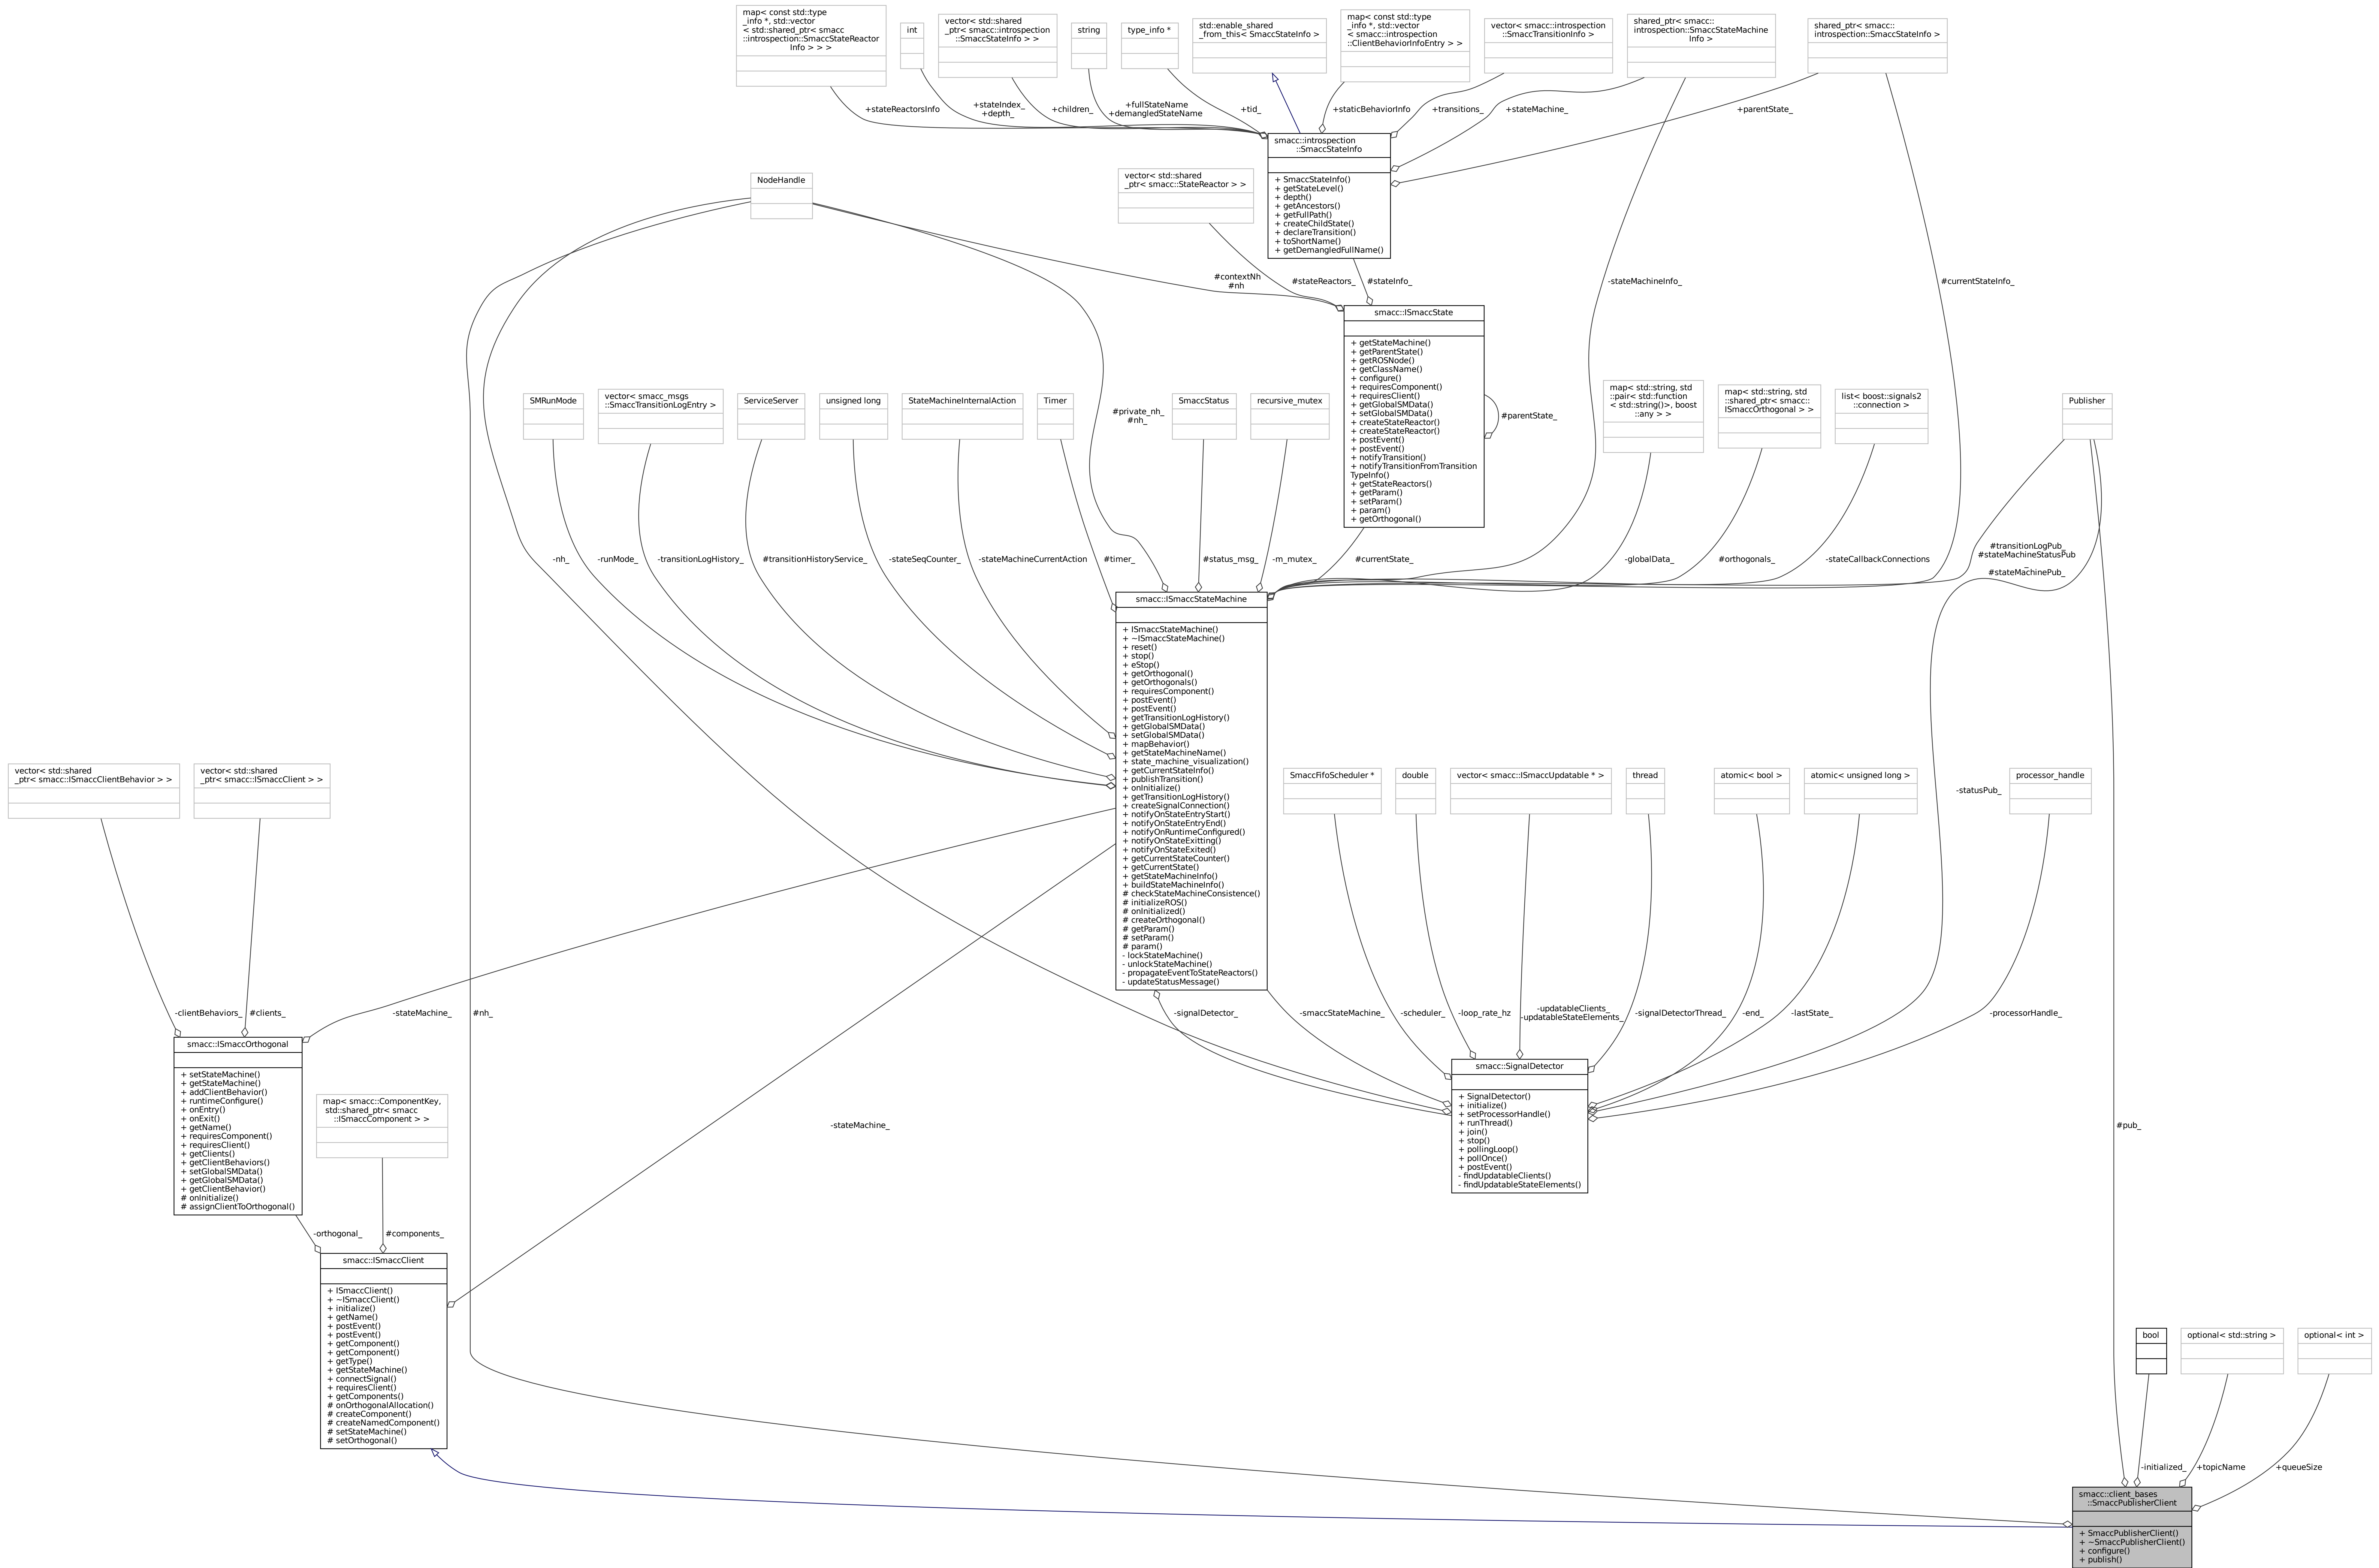 map< const std::type
_info *, std::vector
< std::shared_ptr< smacc
::introspection::SmaccStateReactor
Info > > >
int
vector< std::shared
_ptr< smacc::introspection
::SmaccStateInfo > >
string
type_info *
std::enable_shared
_from_this< SmaccStateInfo >
map< const std::type
_info *, std::vector
< smacc::introspection
::ClientBehaviorInfoEntry > >
vector< smacc::introspection
::SmaccTransitionInfo >
shared_ptr< smacc::
introspection::SmaccStateMachine
Info >
shared_ptr< smacc::
introspection::SmaccStateInfo >
+stateReactorsInfo
+stateIndex_
+depth_
+children_
+fullStateName
+demangledStateName
+tid_
+staticBehaviorInfo
+transitions_
+stateMachine_
+parentState_
smacc::introspection
::SmaccStateInfo
+ SmaccStateInfo()
+ getStateLevel()
+ depth()
+ getAncestors()
+ getFullPath()
+ createChildState()
+ declareTransition()
+ toShortName()
+ getDemangledFullName()
NodeHandle
vector< std::shared
_ptr< smacc::StateReactor > >
#contextNh
#nh
#stateReactors_
#stateInfo_
-stateMachineInfo_
#currentStateInfo_
smacc::ISmaccState
+ getStateMachine()
+ getParentState()
+ getROSNode()
+ getClassName()
+ configure()
+ requiresComponent()
+ requiresClient()
+ getGlobalSMData()
+ setGlobalSMData()
+ createStateReactor()
+ createStateReactor()
+ postEvent()
+ postEvent()
+ notifyTransition()
+ notifyTransitionFromTransition
TypeInfo()
+ getStateReactors()
+ getParam()
+ setParam()
+ param()
+ getOrthogonal()
#parentState_
SMRunMode
vector< smacc_msgs
::SmaccTransitionLogEntry >
ServiceServer
unsigned long
StateMachineInternalAction
Timer
#private_nh_
#nh_
SmaccStatus
recursive_mutex
map< std::string, std
::pair< std::function
< std::string()>, boost
::any > >
map< std::string, std
::shared_ptr< smacc::
ISmaccOrthogonal > >
list< boost::signals2
::connection >
Publisher
-nh_
-runMode_
-transitionLogHistory_
#transitionHistoryService_
-stateSeqCounter_
-stateMachineCurrentAction
#timer_
#status_msg_
-m_mutex_
#currentState_
-globalData_
#orthogonals_
-stateCallbackConnections
#transitionLogPub_
#stateMachineStatusPub
_
#stateMachinePub_
smacc::ISmaccStateMachine
+ ISmaccStateMachine()
+ ~ISmaccStateMachine()
+ reset()
+ stop()
+ eStop()
+ getOrthogonal()
+ getOrthogonals()
+ requiresComponent()
+ postEvent()
+ postEvent()
+ getTransitionLogHistory()
+ getGlobalSMData()
+ setGlobalSMData()
+ mapBehavior()
+ getStateMachineName()
+ state_machine_visualization()
+ getCurrentStateInfo()
+ publishTransition()
+ onInitialize()
+ getTransitionLogHistory()
+ createSignalConnection()
+ notifyOnStateEntryStart()
+ notifyOnStateEntryEnd()
+ notifyOnRuntimeConfigured()
+ notifyOnStateExitting()
+ notifyOnStateExited()
+ getCurrentStateCounter()
+ getCurrentState()
+ getStateMachineInfo()
+ buildStateMachineInfo()
# checkStateMachineConsistence()
# initializeROS()
# onInitialized()
# createOrthogonal()
# getParam()
# setParam()
# param()
- lockStateMachine()
- unlockStateMachine()
- propagateEventToStateReactors()
- updateStatusMessage()
vector< std::shared
_ptr< smacc::ISmaccClientBehavior > >
vector< std::shared
_ptr< smacc::ISmaccClient > >
SmaccFifoScheduler *
double
vector< smacc::ISmaccUpdatable * >
thread
atomic< bool >
atomic< unsigned long >
-statusPub_
processor_handle
-clientBehaviors_
#clients_
-stateMachine_
#nh_
-signalDetector_
-smaccStateMachine_
-scheduler_
-loop_rate_hz
-updatableClients_
-updatableStateElements_
-signalDetectorThread_
-end_
-lastState_
-processorHandle_
smacc::ISmaccOrthogonal
+ setStateMachine()
+ getStateMachine()
+ addClientBehavior()
+ runtimeConfigure()
+ onEntry()
+ onExit()
+ getName()
+ requiresComponent()
+ requiresClient()
+ getClients()
+ getClientBehaviors()
+ setGlobalSMData()
+ getGlobalSMData()
+ getClientBehavior()
# onInitialize()
# assignClientToOrthogonal()
map< smacc::ComponentKey,
std::shared_ptr< smacc
::ISmaccComponent > >
-stateMachine_
smacc::SignalDetector
+ SignalDetector()
+ initialize()
+ setProcessorHandle()
+ runThread()
+ join()
+ stop()
+ pollingLoop()
+ pollOnce()
+ postEvent()
- findUpdatableClients()
- findUpdatableStateElements()
#pub_
-orthogonal_
#components_
smacc::ISmaccClient
+ ISmaccClient()
+ ~ISmaccClient()
+ initialize()
+ getName()
+ postEvent()
+ postEvent()
+ getComponent()
+ getComponent()
+ getType()
+ getStateMachine()
+ connectSignal()
+ requiresClient()
+ getComponents()
# onOrthogonalAllocation()
# createComponent()
# createNamedComponent()
# setStateMachine()
# setOrthogonal()
bool
optional< std::string >
optional< int >
-initialized_
+topicName
+queueSize
smacc::client_bases
::SmaccPublisherClient
+ SmaccPublisherClient()
+ ~SmaccPublisherClient()
+ configure()
+ publish()